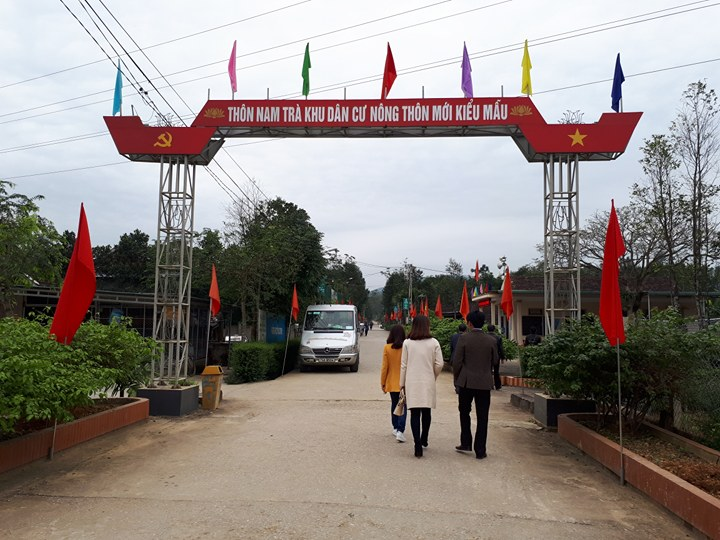 THÔN NAM TRÀ KHU DÂN CƯ NÔNG THÔN MỚI KIỂU MẪU